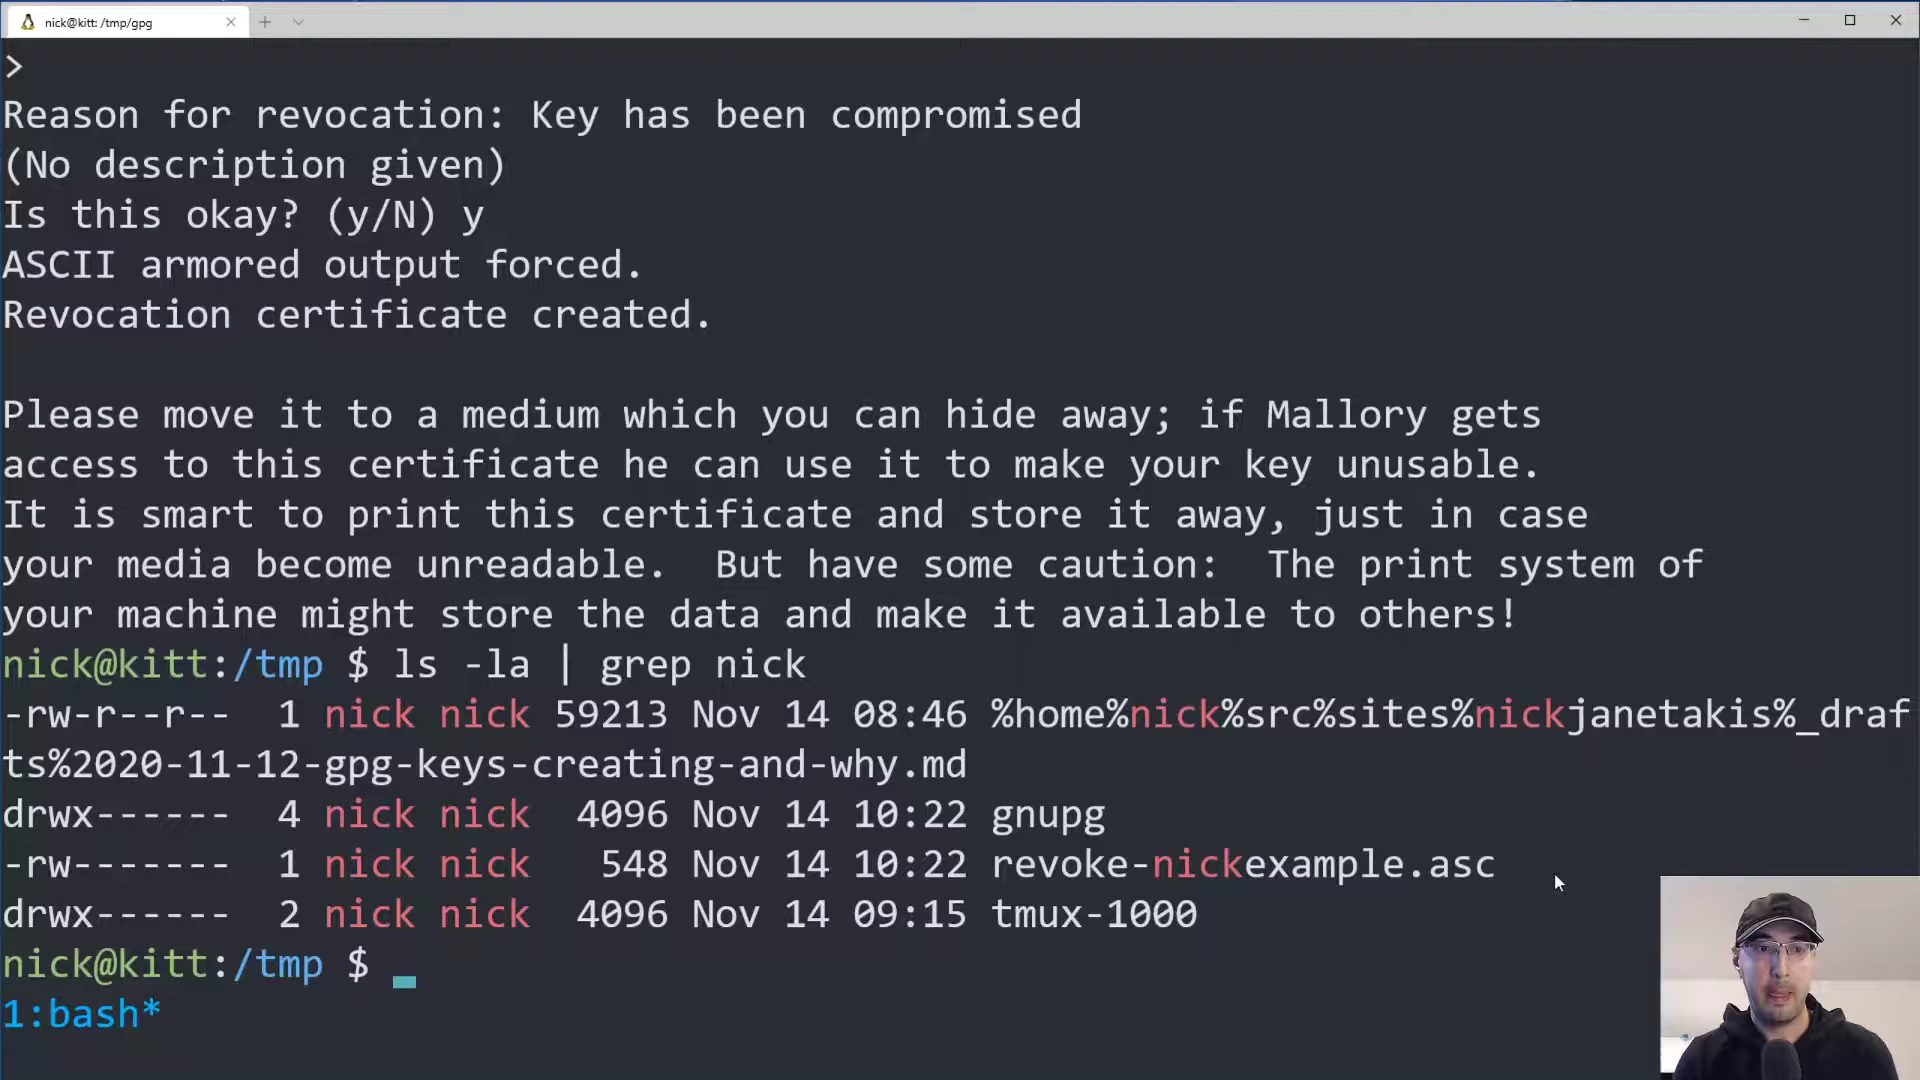 nick@kitt: /tmp/gpg
>
Reason for revocation: Key has been compromised
(No description given)
Is this okay? (y/N) y
ASCII armored output forced.
Revocation certificate created.
Please move it to a medium which you can hide away; if Mallory gets
access to this certificate he can use it to make your key unusable.
It is smart to print this certificate and store it away, just in case
your media become unreadable.  But have some caution:  The print system of
your machine might store the data and make it available to others!
nick@kitt:/tmp $ ls -la | grep nick
-rw-r--r--  1 nick nick 59213 Nov 14 08:46 %home%nick%src%sites%nickjanetakis%_draf
ts%2020-11-12-gpg-keys-creating-and-why.md
drwx------  4 nick nick  4096 Nov 14 10:22 gnupg
-rw-------  1 nick nick   548 Nov 14 10:22 revoke-nickexample.asc
drwx------  2 nick nick  4096 Nov 14 09:15 tmux-1000
nick@kitt:/tmp $
1:bash*